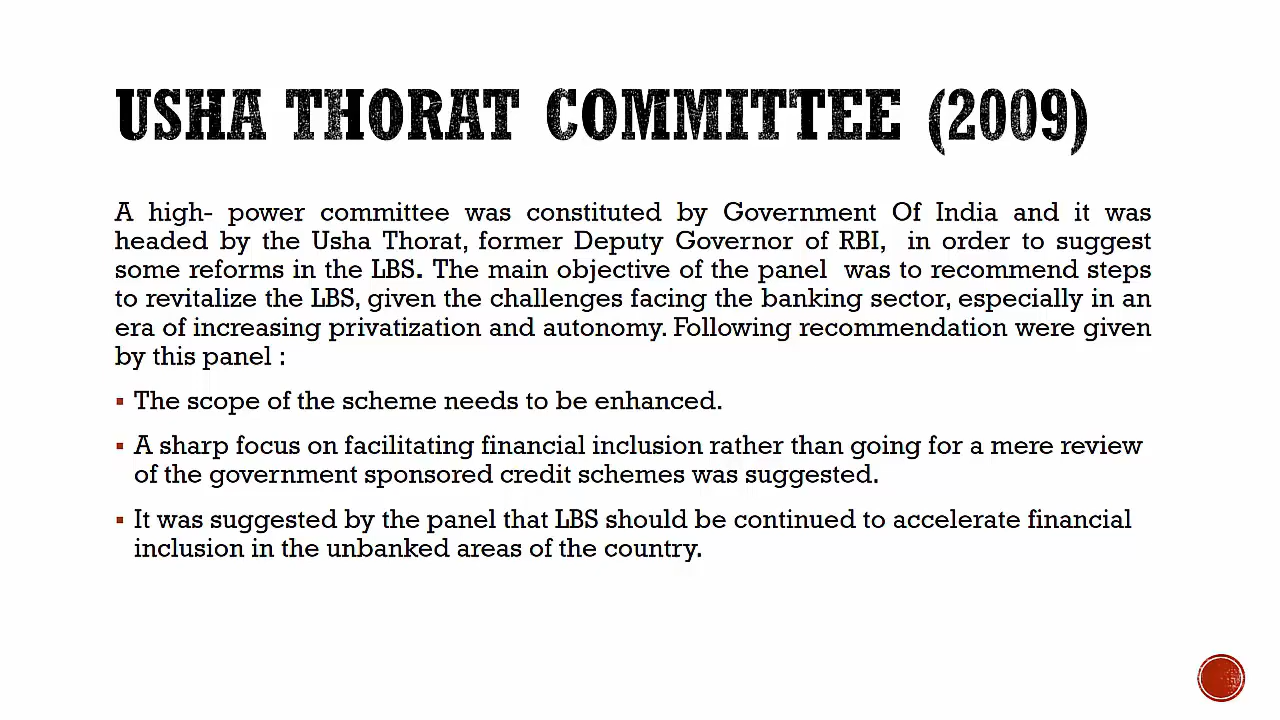 USHA THORAT COMMITTEE (2009)
A high- power committee was constituted by Government Of India and it was
headed by the Usha Thorat, former Deputy Governor of RBI, in order to suggest
some reforms in the LBS. The main objective of the panel was to recommend steps
to revitalize the LBS, given the challenges facing the banking sector, especially in an
era of increasing privatization and autonomy. Following recommendation were given
by this panel :
▪ The scope of the scheme needs to be enhanced.
▪ A sharp focus on facilitating financial inclusion rather than going for a mere review
of the government sponsored credit schemes was suggested.
▪ It was suggested by the panel that LBS should be continued to accelerate financial
inclusion in the unbanked areas of the country.